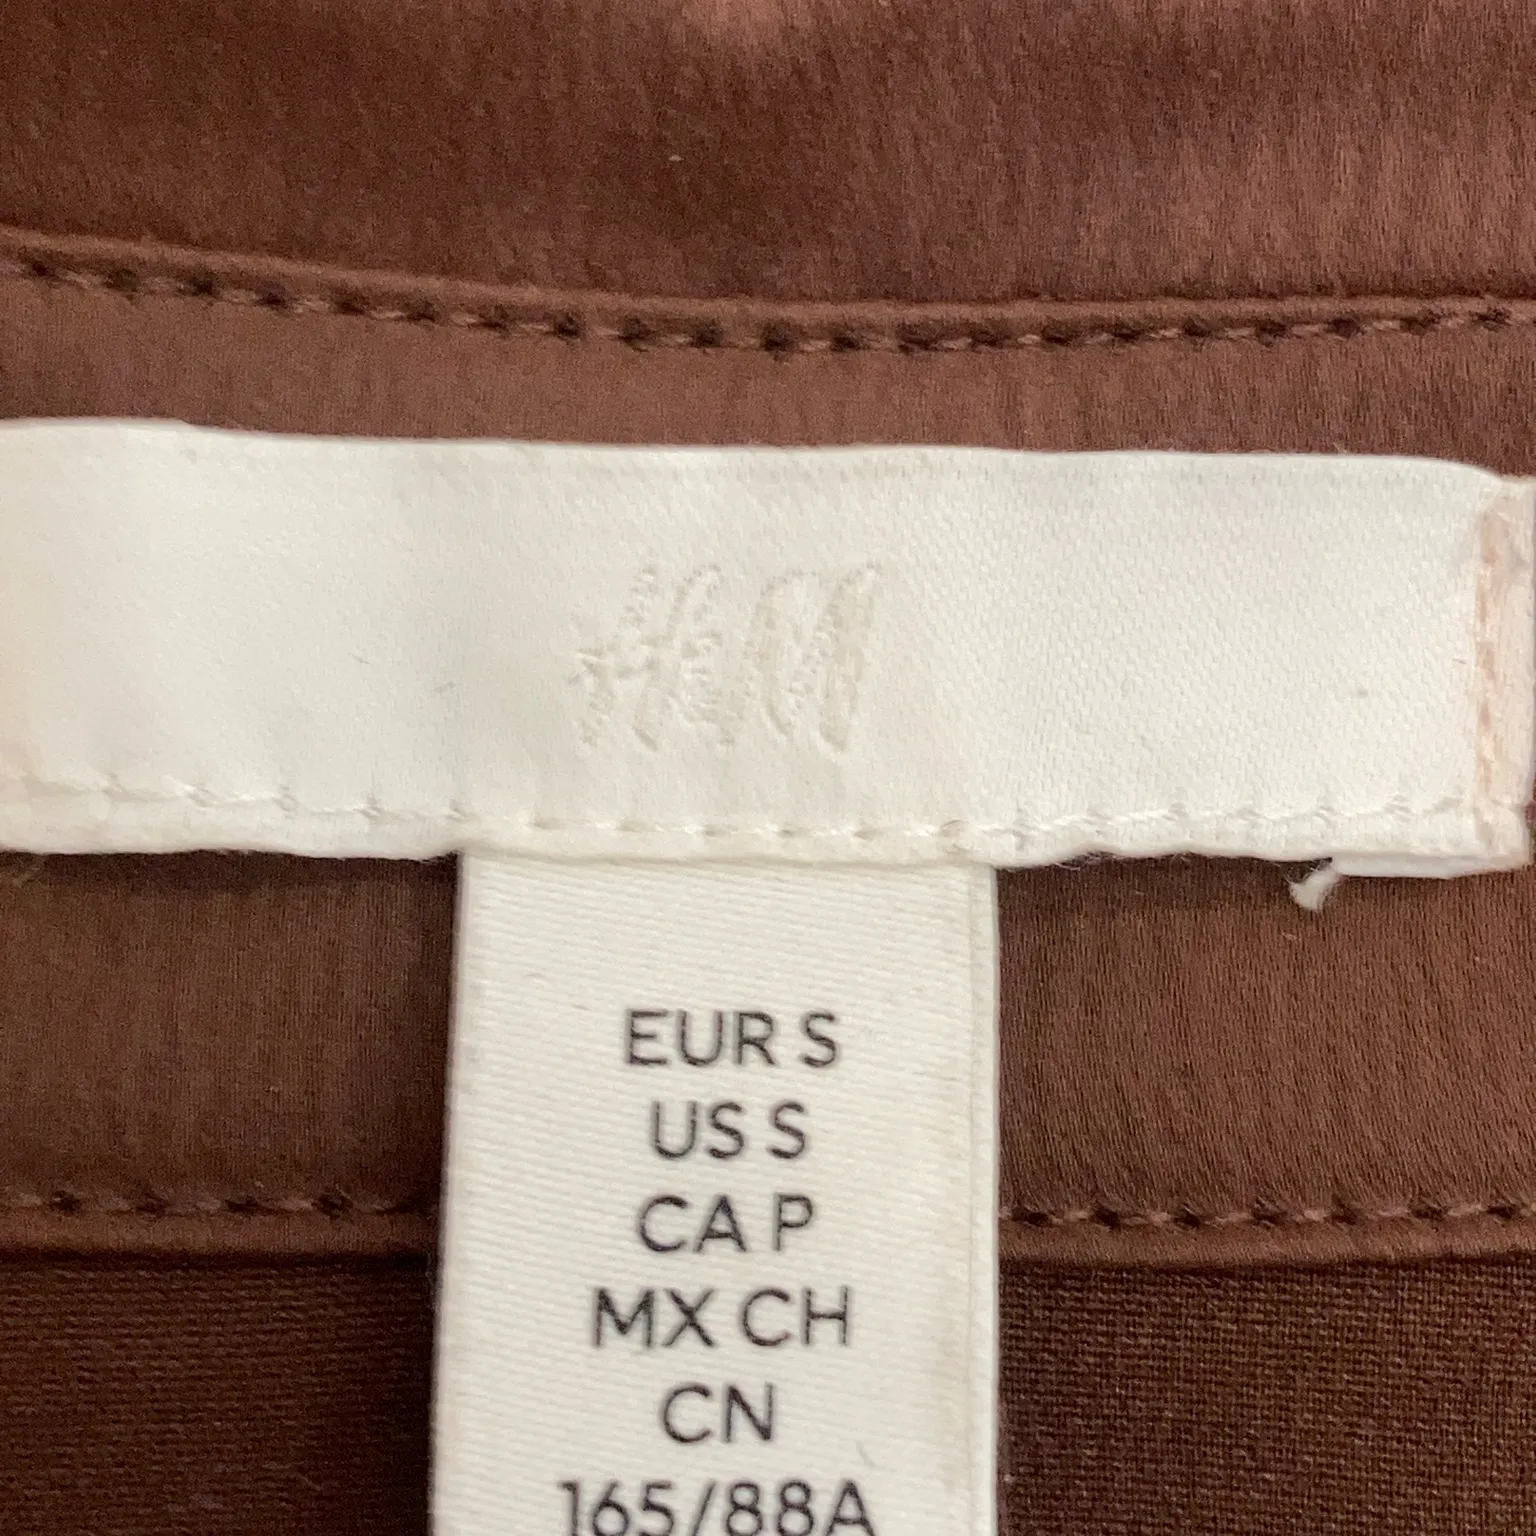 H&M
EUR S
US S
CA P
MX CH
CN
165/88A